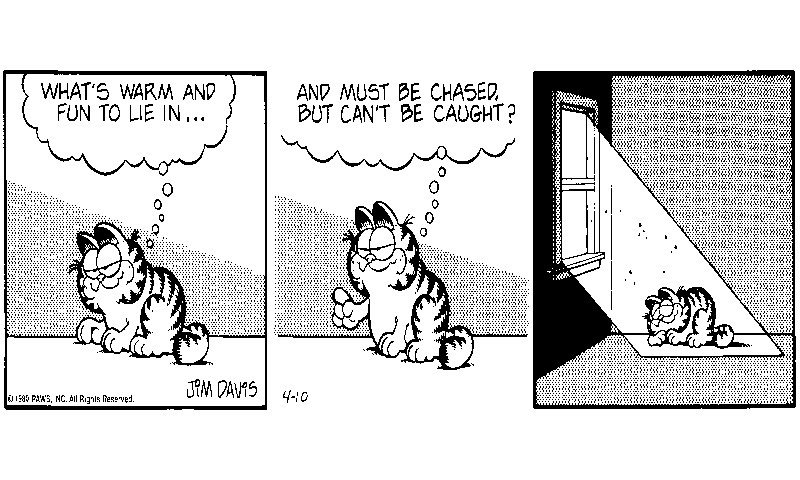 WHAT'S WARM AND
FUN TO LIE IN...
© 1989 PAWS, INC. All Rights Reserved.
JIM DAVIS
AND MUST BE CHASED,
BUT CAN'T BE CAUGHT?
4-10